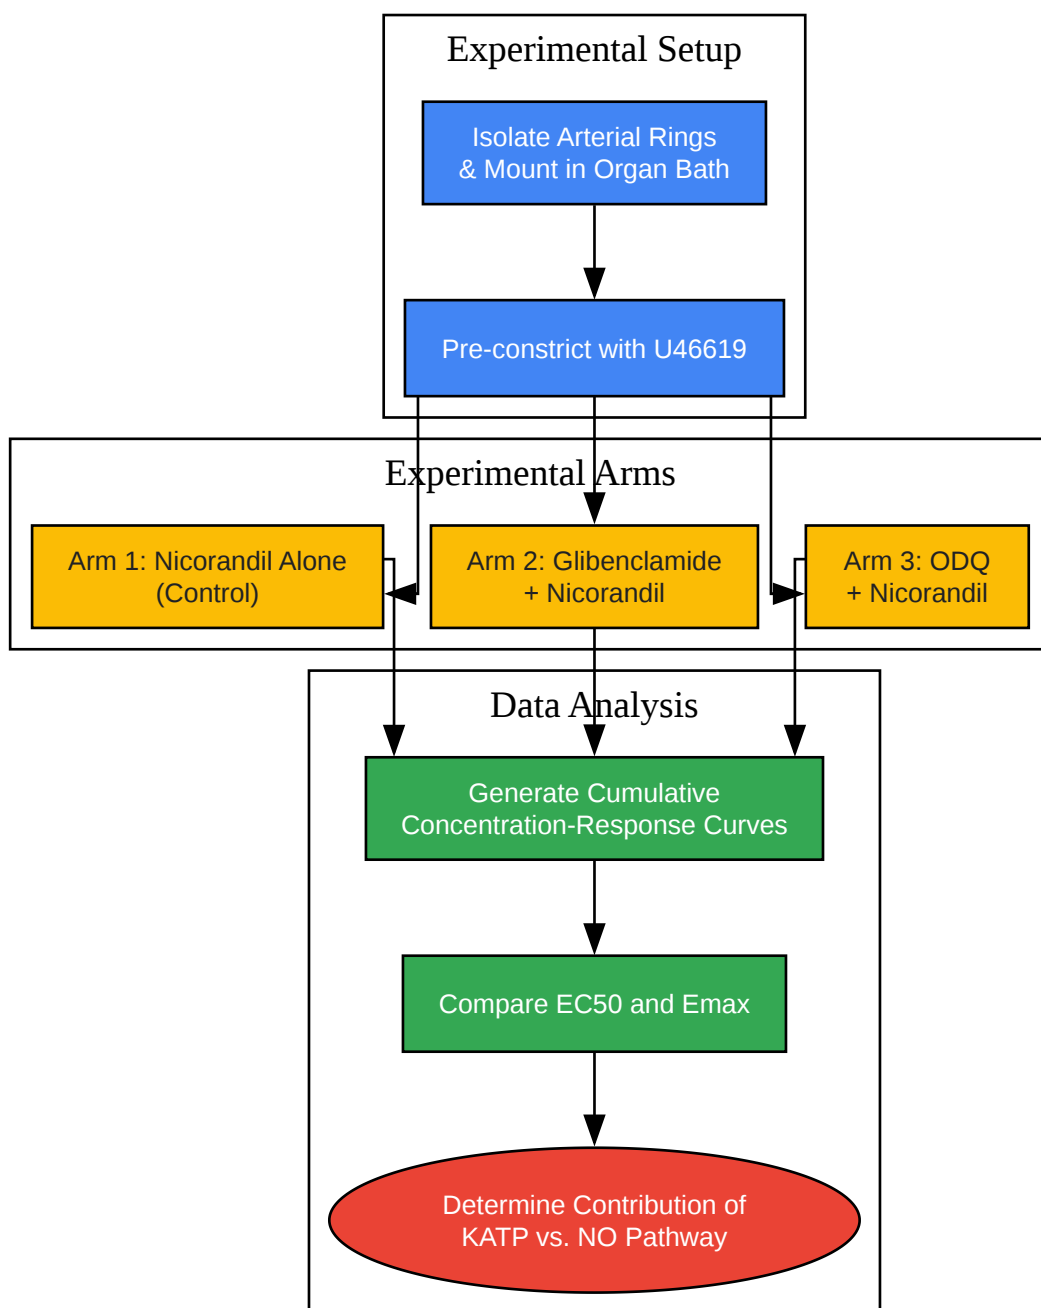 Experimental Setup
Isolate Arterial Rings
& Mount in Organ Bath
Pre-constrict with U46619
Experimental Arms
Arm 1: Nicorandil Alone
(Control)
Arm 2: Glibenclamide
+ Nicorandil
Arm 3: ODQ
+ Nicorandil
Data Analysis
Generate Cumulative
Concentration-Response Curves
Compare EC50 and Emax
Determine Contribution of
KATP vs. NO Pathway